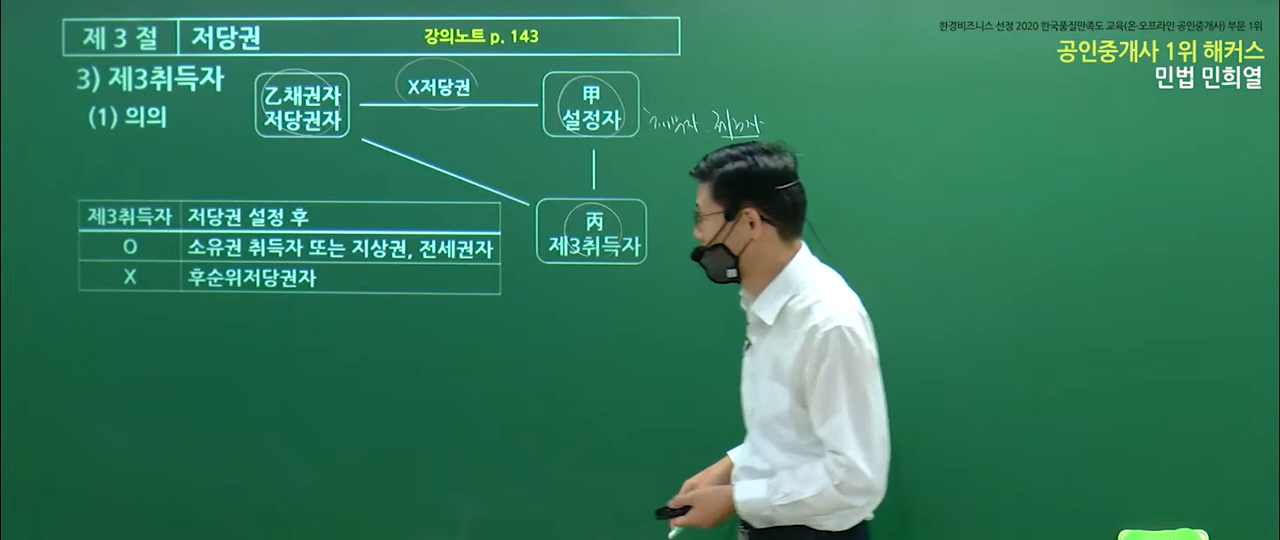 제 3 절 저당권 강의노트 p. 143
한경비즈니스 선정 2020 한국품질만족도 교육(온·오프라인 공인중개사) 부문 1위
공인중개사 1위 해커스
민법 민희열
3) 제3취득자
(1) 의의
乙채권자
저당권자
X저당권
甲
설정자
丙
제3취득자
제3취득자 저당권 설정 후
O 소유권 취득자 또는 지상권, 전세권자
X 후순위저당권자